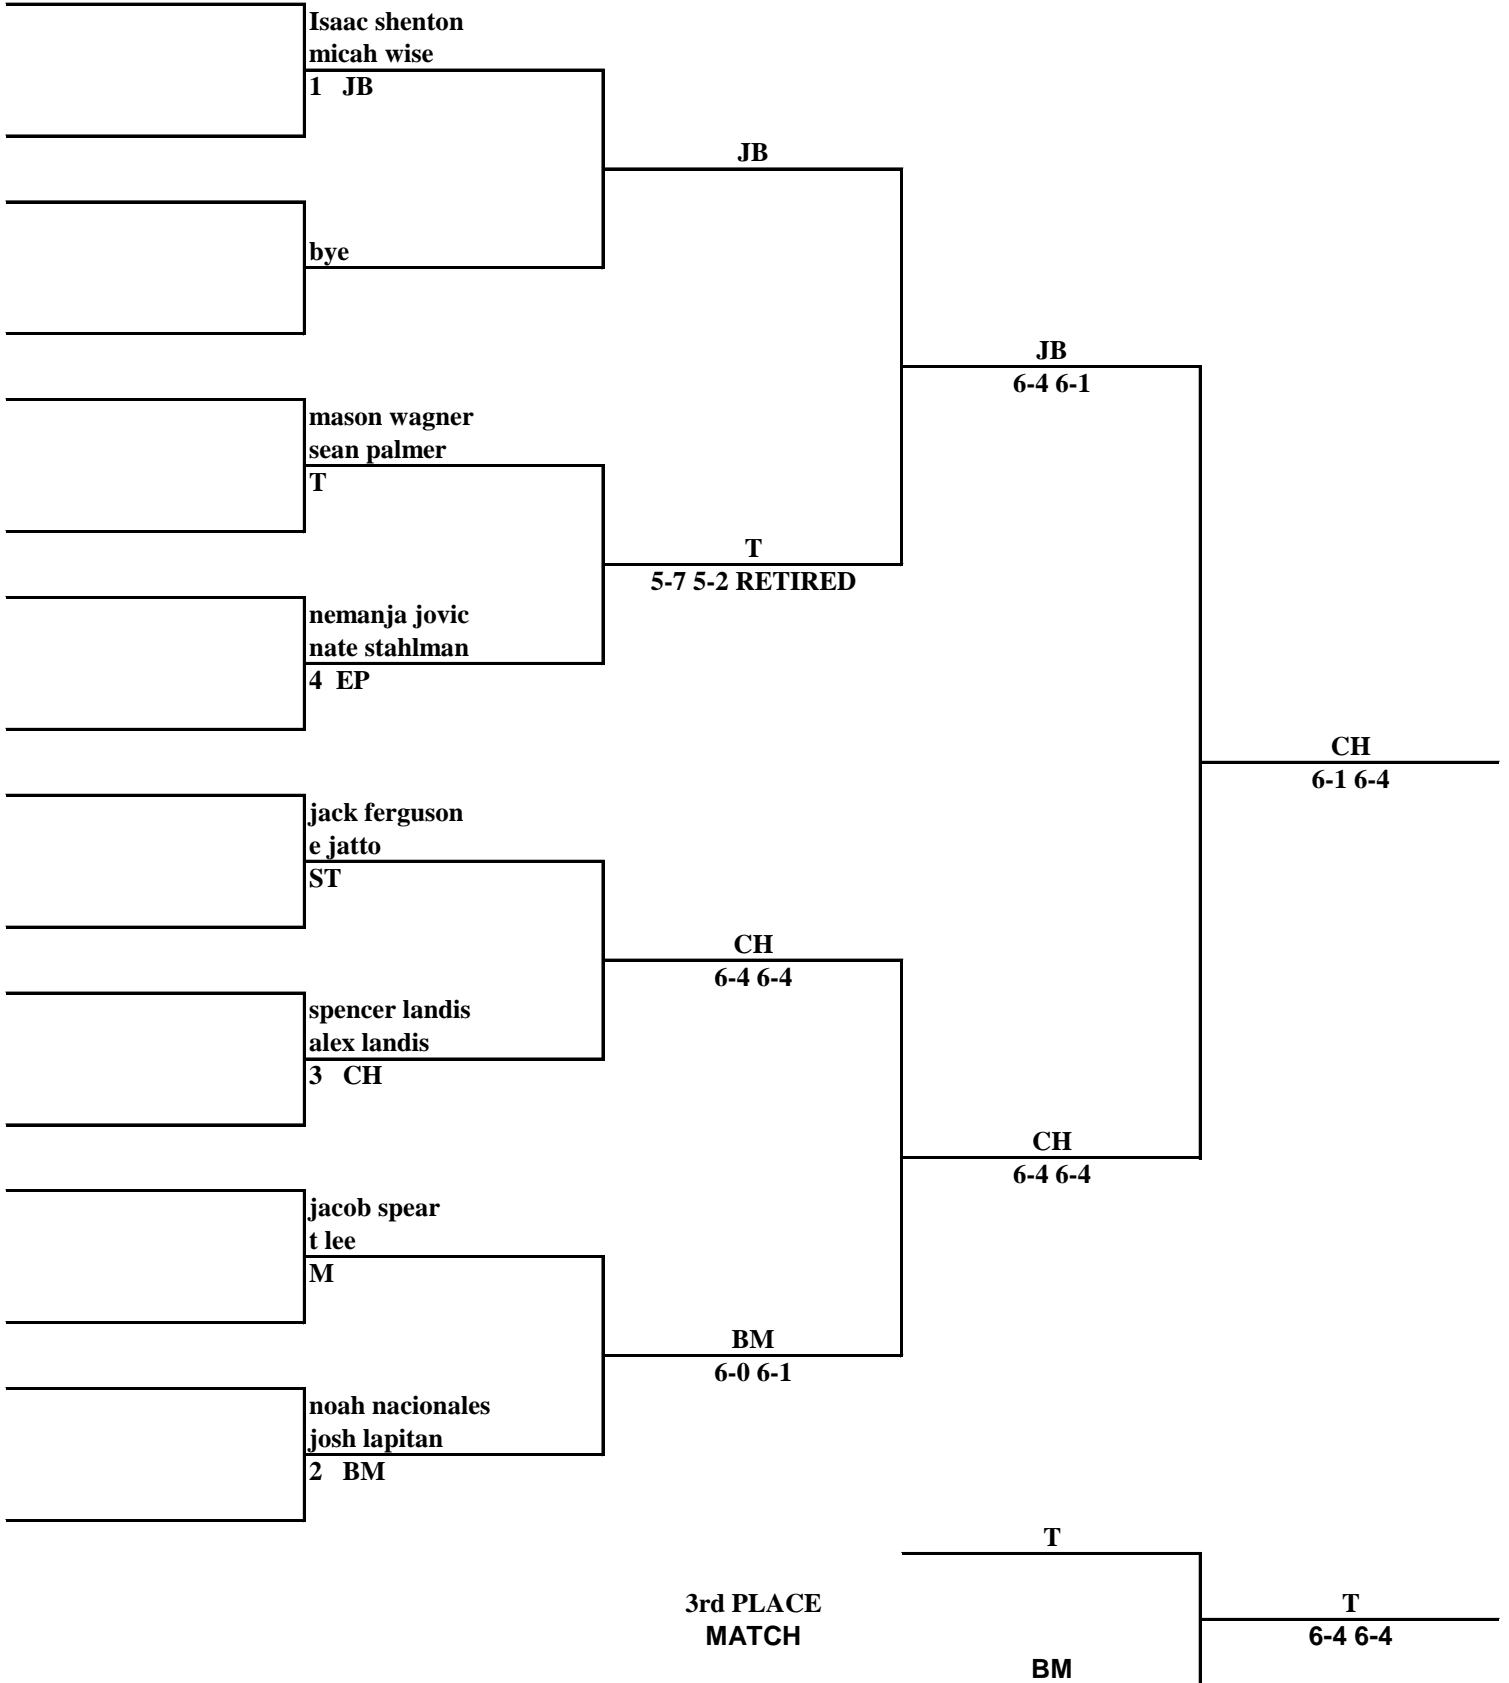 Isaac shenton
micah wise
1 JB
JB
bye
JB
6-4 6-1
mason wagner
sean palmer
T
T
5-7 5-2 RETIRED
nemanja jovic
nate stahlman
4 EP
CH
6-1 6-4
jack ferguson
e jatto
ST
CH
6-4 6-4
spencer landis
alex landis
3 CH
CH
6-4 6-4
jacob spear
t lee
M
BM
6-0 6-1
noah nacionales
josh lapitan
2 BM
T
3rd PLACE
MATCH
T
6-4 6-4
BM